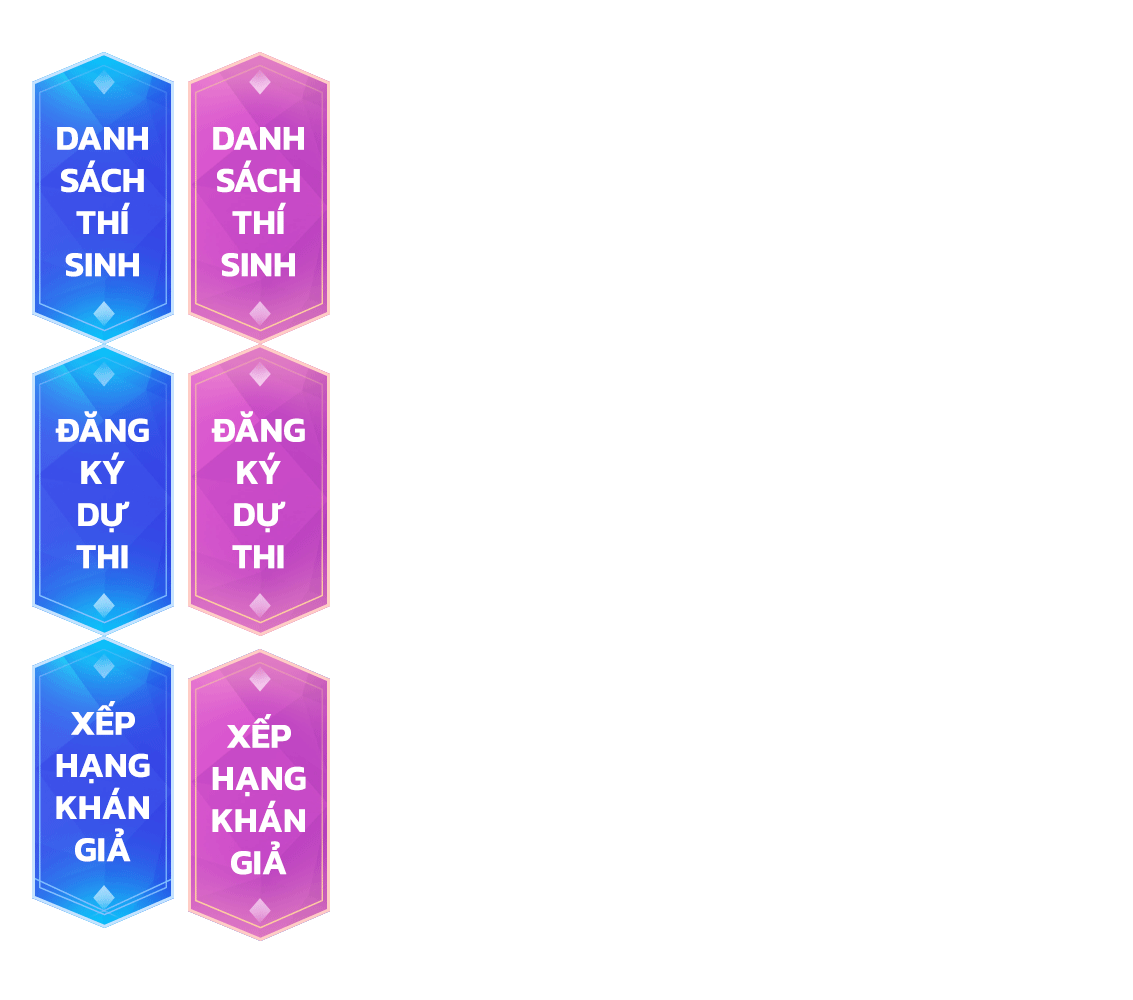 DANH
SÁCH
THÍ
SINH
DANH
SÁCH
THÍ
SINH
ĐĂNG
KÝ
DỰ
THI
ĐĂNG
KÝ
DỰ
THI
XẾP
HẠNG
KHÁN
GIẢ
XẾP
HẠNG
KHÁN
GIẢ